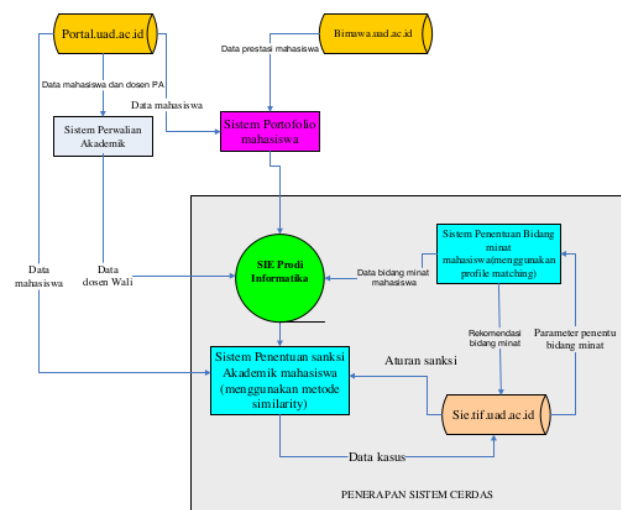 Portal.uad.ac.id
Bimawa.uad.ac.id
Data prestasi mahasiswa
Data mahasiswa dan dosen PA
Data mahasiswa
Sistem Perwalian
Akademik
Sistem Portofolio
mahasiswa
Sistem Penentuan Bidang
minat
mahasiswa(menggunakan
profile matching)
SIE Prodi
Informatika
Data bidang minat
mahasiswa
Data
mahasiswa
Data
dosen Wali
Rekomendasi
bidang minat
Parameter penentu
bidang minat
Sistem Penentuan sanksi
Akademik mahasiswa
(menggunakan metode
similarity)
Aturan sanksi
Sie.tif.uad.ac.id
Data kasus
PENERAPAN SISTEM CERDAS